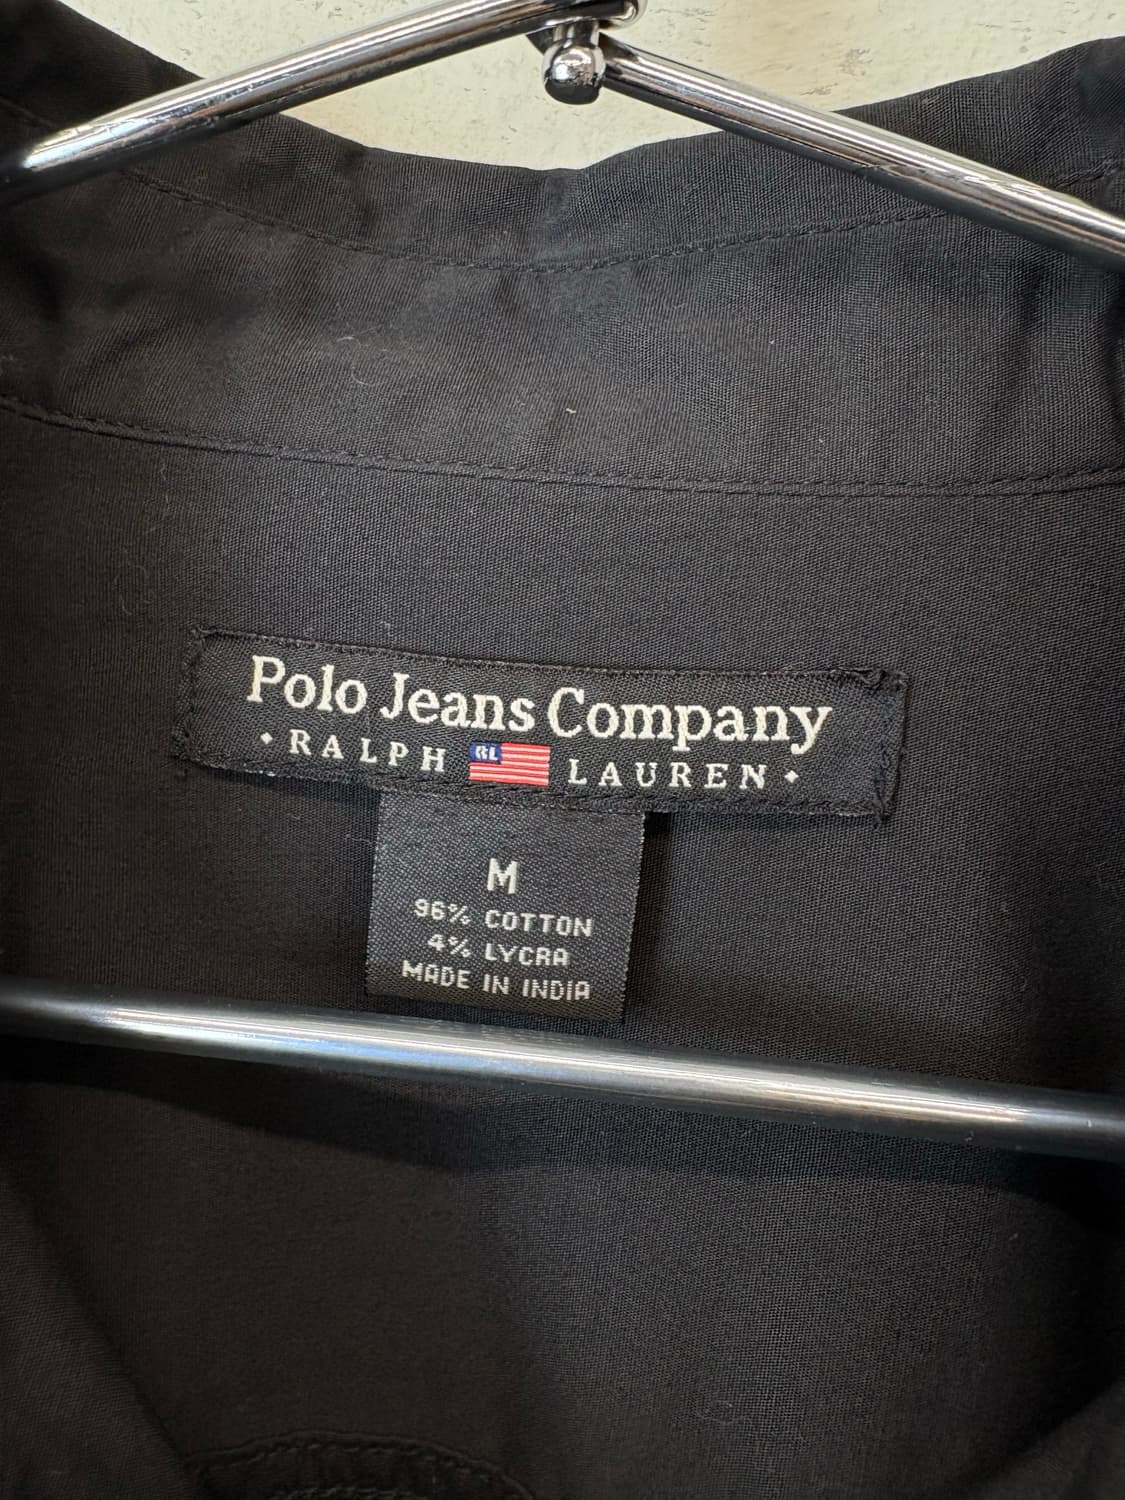 Polo Jeans Company
• RALPH RL LAUREN •
M
96% COTTON
4% LYCRA
MADE IN INDIA